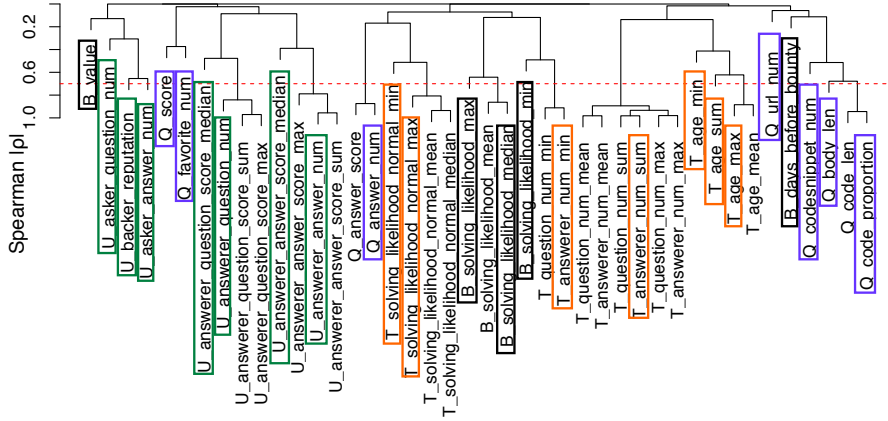 Spearman |ρ|
0.2
0.6
1.0
B_value
U_asker_question_num
U_backer_reputation
U_asker_answer_num
Q_score
Q_favorite_num
U_answerer_question_score_median
U_answerer_question_num
U_answerer_question_score_sum
U_answerer_question_score_max
U_answerer_answer_score_median
U_answerer_answer_score_max
U_answerer_answer_num
U_answerer_answer_score_sum
Q_answer_score
Q_answer_num
T_solving_likelihood_normal_min
T_solving_likelihood_normal_max
T_solving_likelihood_normal_mean
T_solving_likelihood_normal_median
B_solving_likelihood_max
B_solving_likelihood_mean
B_solving_likelihood_median
B_solving_likelihood_min
T_question_num_min
T_answerer_num_min
T_question_num_mean
T_answerer_num_mean
T_question_num_sum
T_answerer_num_sum
T_question_num_max
T_answerer_num_max
T_age_min
T_age_sum
T_age_max
T_age_mean
Q_url_num
B_days_before_bounty
Q_codesnippet_num
Q_body_len
Q_code_len
Q_code_proportion